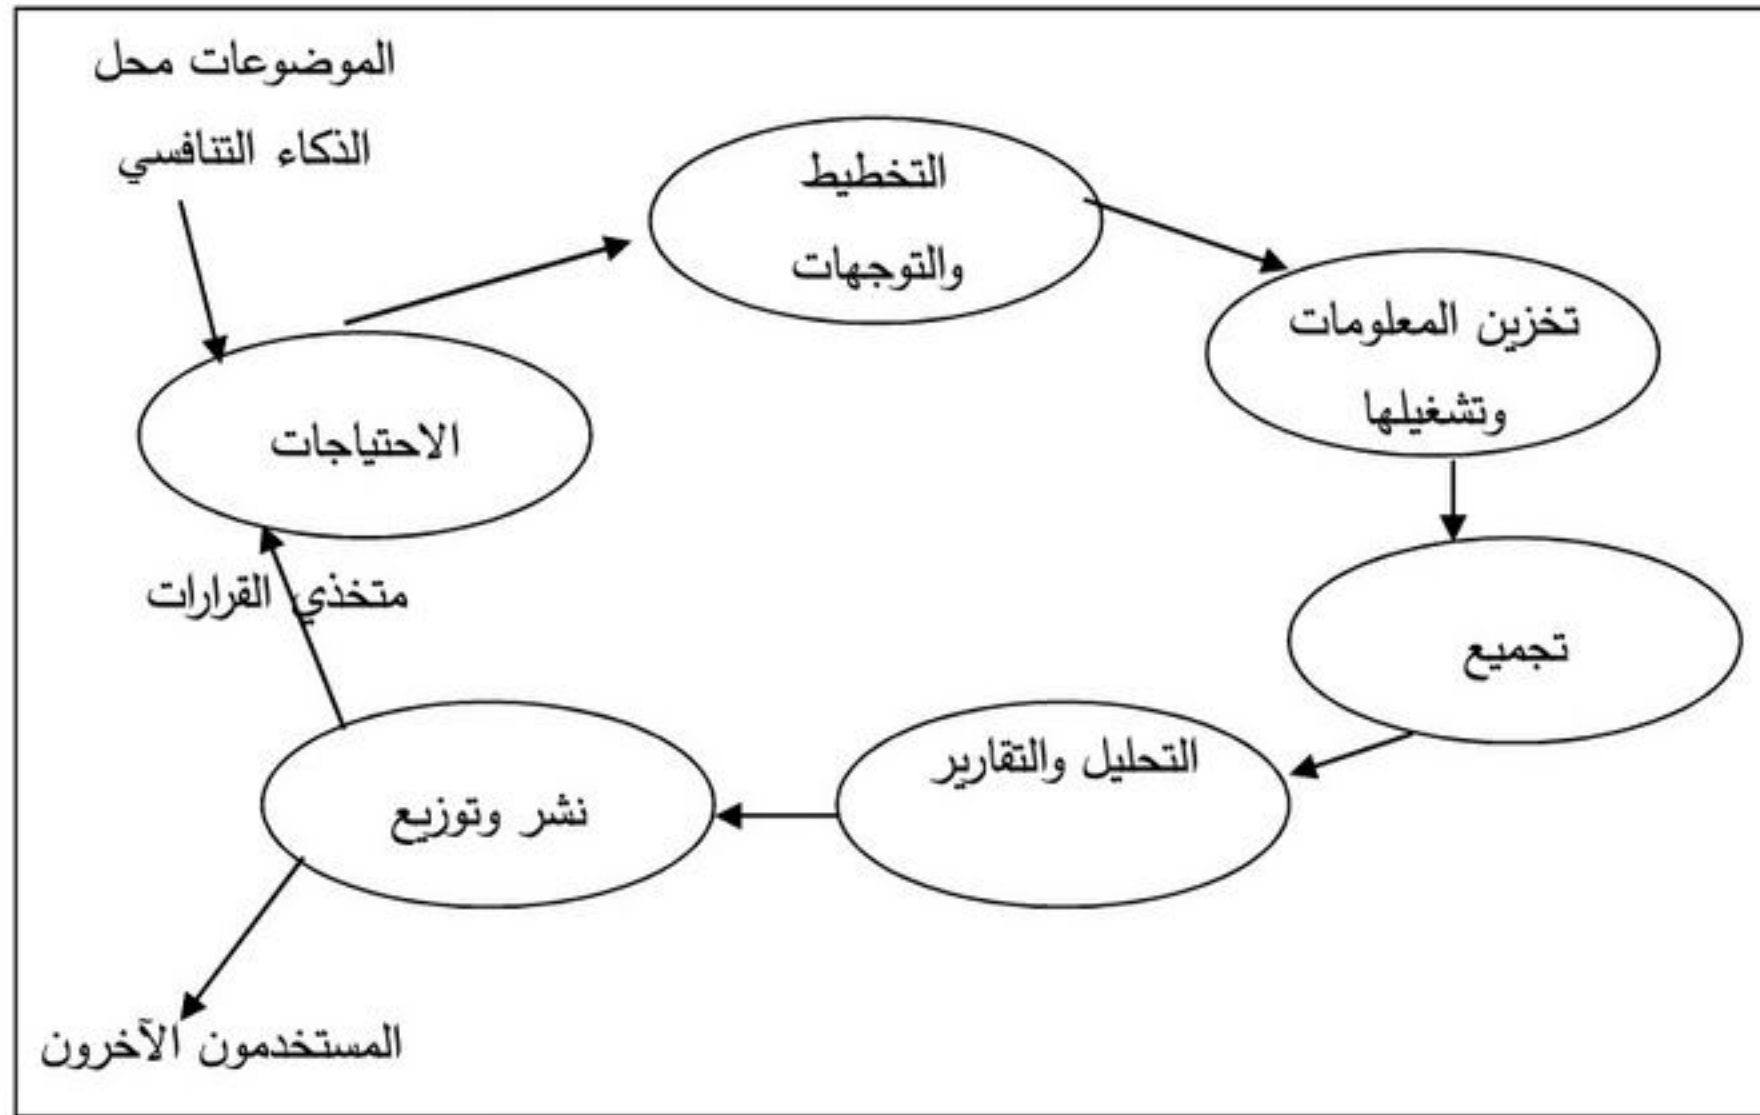 الموضوعات محل
الذكاء التنافسي
التخطيط
والتوجهات
تخزين المعلومات
وتشغيلها
الاحتياجات
متخذي القرارات
تجميع
التحليل والتقارير
نشر وتوزيع
المستخدمون الآخرون